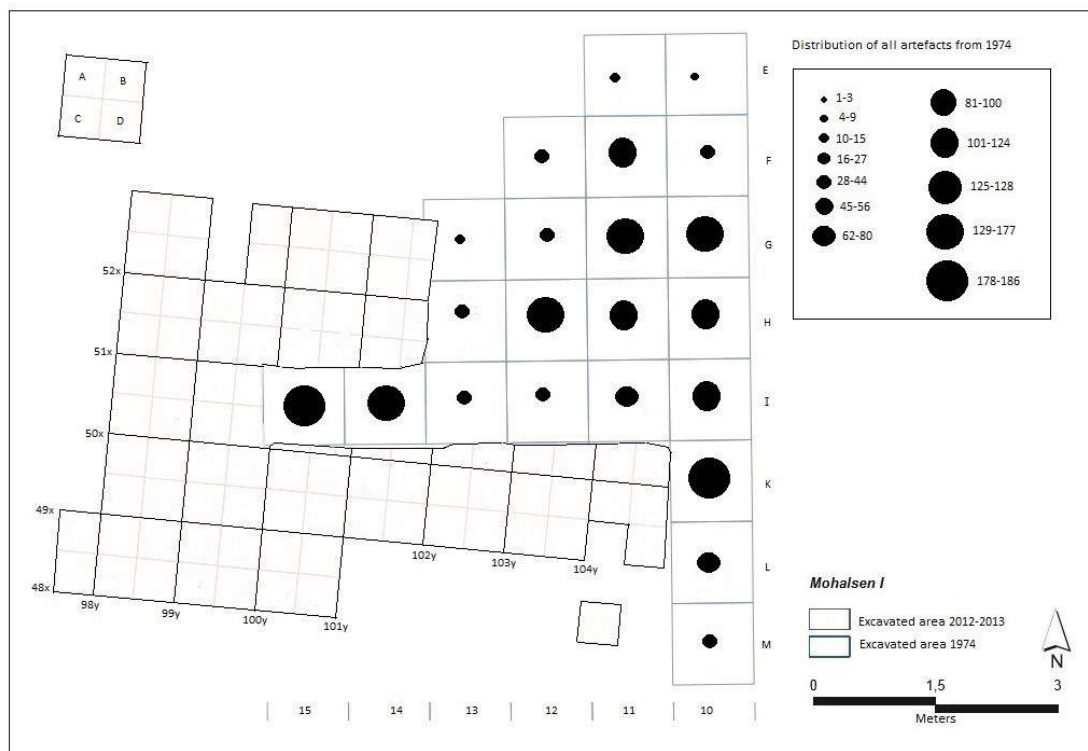 Distribution of all artefacts from 1974
A B
C D
1-3
4-9
10-15
16-27
28-44
45-56
62-80
81-100
101-124
125-128
129-177
178-186
E
F
G
H
I
K
L
M
52x
51x
50x
49x
48x
98y
99y
100y
101y
102y
103y
104y
15 14 13 12 11 10
Mohalsen I
Excavated area 2012-2013
Excavated area 1974
N
0 1,5 3
Meters